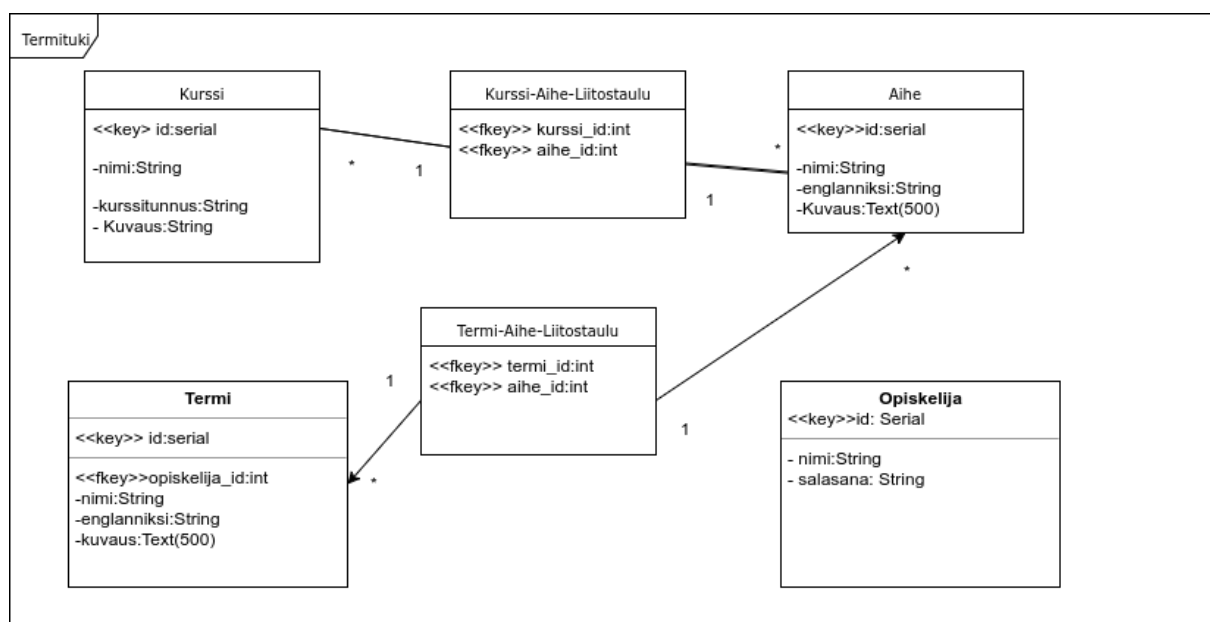 Termituki
Kurssi
<<key> id:serial
-nimi:String
-kurssitunnus:String
- Kuvaus:String
*
1
Kurssi-Aihe-Liitostaulu
<<fkey>> kurssi_id:int
<<fkey>> aihe_id:int
1
*
Aihe
<<key>>id:serial
-nimi:String
-englanniksi:String
-Kuvaus:Text(500)
*
Termi-Aihe-Liitostaulu
<<fkey>> termi_id:int
<<fkey>> aihe_id:int
1
1
*
Termi
<<key>> id:serial
<<fkey>>opiskelija_id:int
-nimi:String
-englanniksi:String
-kuvaus:Text(500)
Opiskelija
<<key>>id: Serial
- nimi:String
- salasana: String